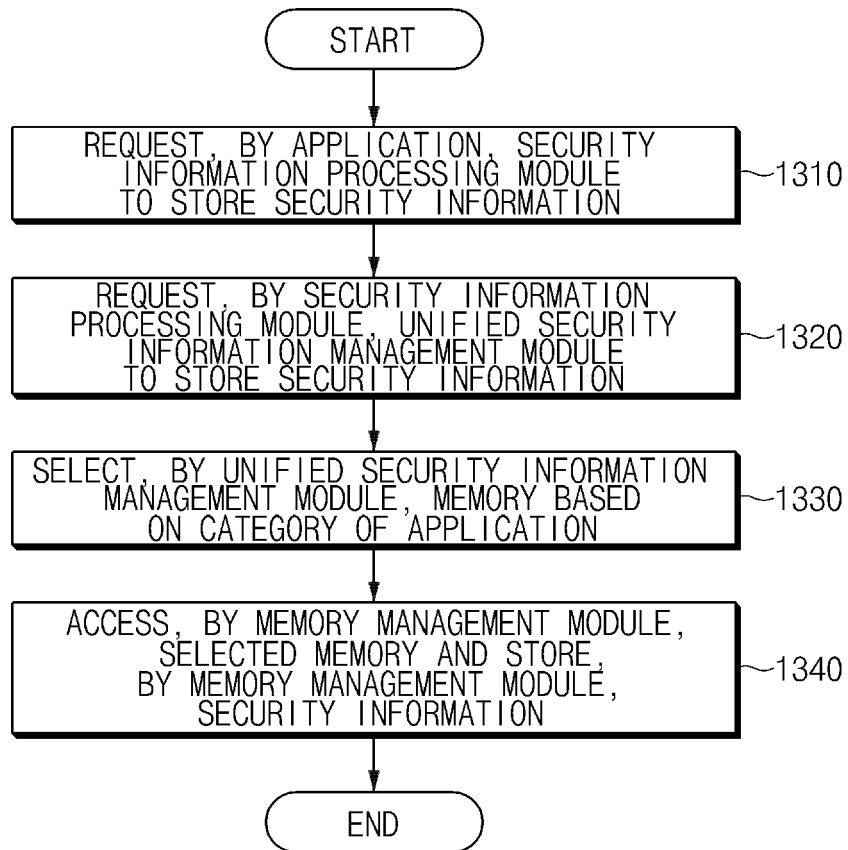 START
REQUEST, BY APPLICATION, SECURITY
INFORMATION PROCESSING MODULE
TO STORE SECURITY INFORMATION
1310
REQUEST, BY SECURITY INFORMATION
PROCESSING MODULE, UNIFIED SECURITY
INFORMATION MANAGEMENT MODULE
TO STORE SECURITY INFORMATION
1320
SELECT, BY UNIFIED SECURITY INFORMATION
MANAGEMENT MODULE, MEMORY BASED
ON CATEGORY OF APPLICATION
1330
ACCESS, BY MEMORY MANAGEMENT MODULE,
SELECTED MEMORY AND STORE,
BY MEMORY MANAGEMENT MODULE,
SECURITY INFORMATION
1340
END